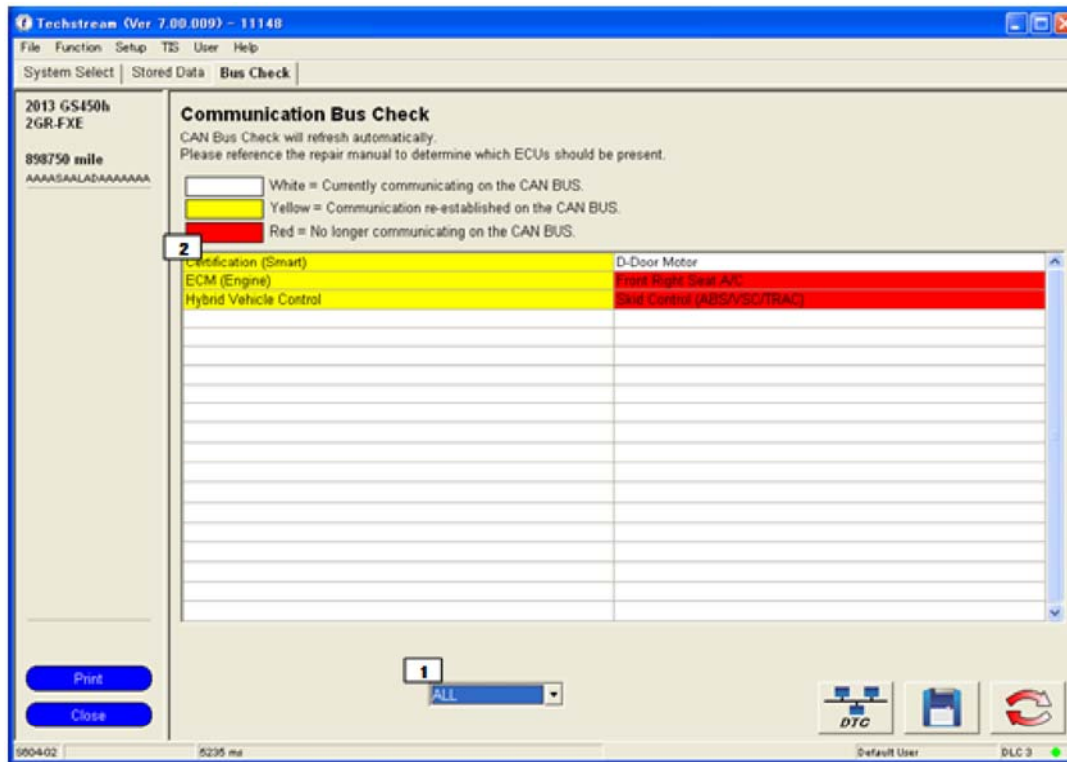 Techstream (Ver 7.00.009) - 11148
File Function Setup TIS User Help
System Select Stored Data Bus Check
2013 GS450h
2GR-FXE
898750 mile
AAAASAALADAAAAAAA
Communication Bus Check
CAN Bus Check will refresh automatically.
Please reference the repair manual to determine which ECUs should be present.
White = Currently communicating on the CAN BUS.
Yellow = Communication re-established on the CAN BUS.
Red = No longer communicating on the CAN BUS.
2
Certification (Smart) D-Door Motor
ECM (Engine) Front Right Seat A/C
Hybrid Vehicle Control Skid Control (ABS/VSC/TRAC)
1
ALL
Print
Close
DTC
S604-02 5235 ms Default User DLC 3